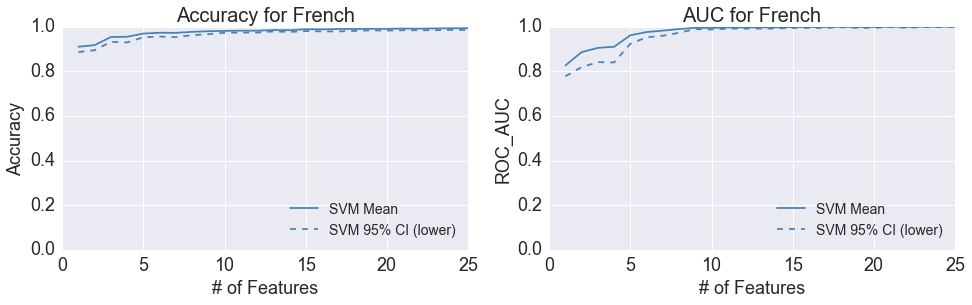 Accuracy for French
1.0
0.8
0.6
0.4
0.2
0.0
Accuracy
SVM Mean
SVM 95% CI (lower)
0 5 10 15 20 25
# of Features
AUC for French
1.0
0.8
0.6
0.4
0.2
0.0
ROC_AUC
SVM Mean
SVM 95% CI (lower)
0 5 10 15 20 25
# of Features